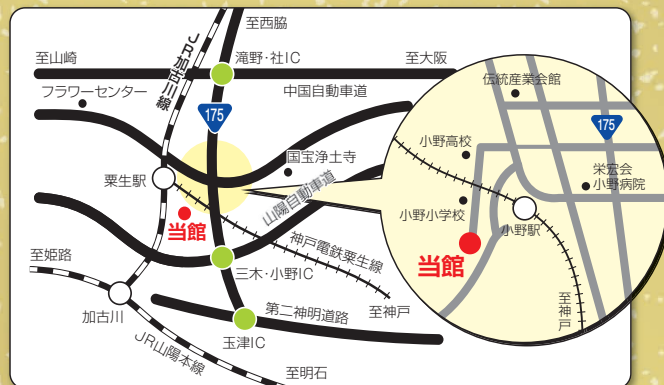 至西脇
至山崎
滝野・社IC
至大阪
JR加古川線
フラワーセンター
中国自動車道
175
国宝浄土寺
粟生駅
山陽自動車道
当館
神戸電鉄粟生線
至姫路
三木・小野IC
加古川
第二神明道路
至神戸
JR山陽本線
玉津IC
至明石
伝統産業会館
175
小野高校
栄宏会
小野病院
小野小学校
小野駅
当館
至神戸